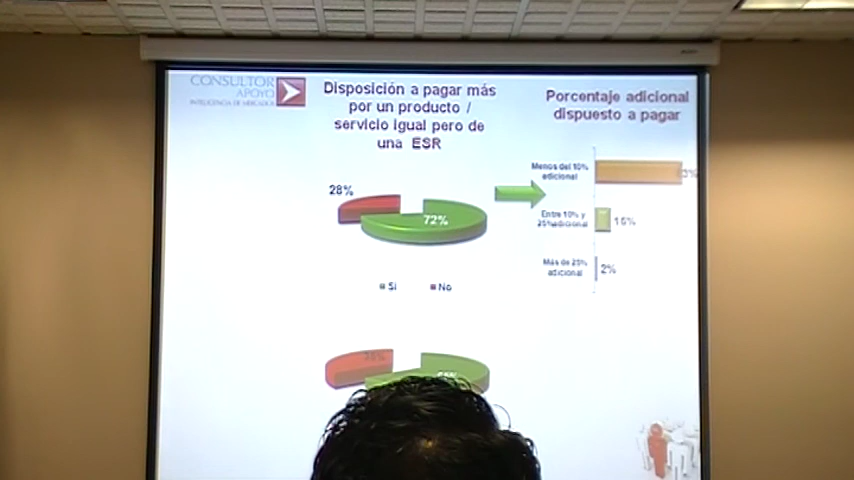 CONSULTOR
APOYO
INTELIGENCIA DE MERCADOS
Disposición a pagar más
por un producto /
servicio igual pero de
una ESR
28%
72%
Si
No
Porcentaje adicional
dispuesto a pagar
Menos del 10%
adicional
3%
Entre 10% y
25% adicional
15%
Más de 25%
adicional
2%